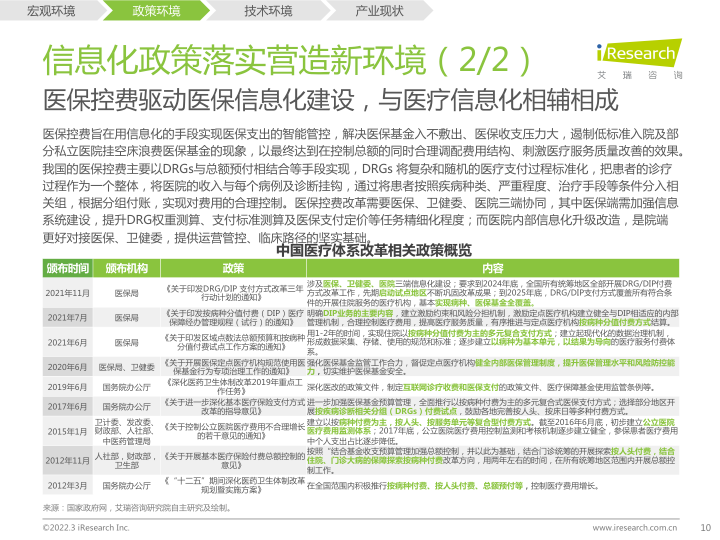 宏观环境 政策环境 技术环境 产业现状
信息化政策落实营造新环境（2/2）
iResearch
艾 瑞 咨 询
医保控费驱动医保信息化建设，与医疗信息化相辅相成
医保控费旨在用信息化的手段实现医保支出的智能管控，解决医保基金入不敷出、医保收支压力大，遏制低标准入院及部
分私立医院挂空床浪费医保基金的现象，以最终达到在控制总额的同时合理调配费用结构、刺激医疗服务质量改善的效果。
我国的医保控费主要以DRGs与总额预付相结合等手段实现，DRGs 将复杂和随机的医疗支付过程标准化，把患者的诊疗
过程作为一个整体，将医院的收入与每个病例及诊断挂钩，通过将患者按照疾病种类、严重程度、治疗手段等条件分入相
关组，根据分组付账，实现对费用的合理控制。医保控费改革需要医保、卫健委、医院三端协同，其中医保端需加强信息
系统建设，提升DRG权重测算、支付标准测算及医保支付定价等任务精细化程度；而医院内部信息化升级改造，是院端
更好对接医保、卫健委，提供运营管控、临床路径的坚实基础。
中国医疗体系改革相关政策概览
颁布时间 颁布机构 政策 内容
2021年11月 医保局 《关于印发DRG/DIP 支付方式改革三年
行动计划的通知》
涉及医保、卫健委、医院三端信息化建设；要求到2024年底，全国所有统筹地区全部开展DRG/DIP付费
方式改革工作，先期启动试点地区不断巩固改革成果；到2025年底，DRG/DIP支付方式覆盖所有符合条
件的开展住院服务的医疗机构，基本实现病种、医保基金全覆盖。
2021年7月 医保局 《关于印发按病种分值付费（DIP）医疗
保障经办管理规程（试行）的通知》
明确DIP业务的主要内容，建立激励约束和风险分担机制，激励定点医疗机构建立健全与DIP相适应的内部
管理机制，合理控制医疗费用，提高医疗服务质量，有序推进与定点医疗机构按病种分值付费方式结算。
2021年6月 医保局 《关于印发区域点数法总额预算和按病种
分值付费试点工作方案的通知》
用1-2年的时间，实现住院以按病种分值付费为主的多元复合支付方式；建立起现代化的数据治理机制，
形成数据采集、存储、使用的规范和标准；逐步建立以病种为基本单元，以结果为导向的医疗服务付费体
系。
2020年6月 医保局、卫健委 《关于开展医保定点医疗机构规范使用医
保基金行为专项治理工作的通知》
强化医保基金监管工作合力，督促定点医疗机构健全内部医保管理制度，提升医保管理水平和风险防控能
力，切实维护医保基金安全。
2019年6月 国务院办公厅 《深化医药卫生体制改革2019年重点工
作任务》
深化医改的政策文件，制定互联网诊疗收费和医保支付的政策文件、医疗保障基金使用监管条例等。
2017年6月 国务院办公厅 《关于进一步深化基本医疗保险支付方式
改革的指导意见》
进一步加强医保基金预算管理，全面推行以按病种付费为主的多元复合式医保支付方式；选择部分地区开
展按疾病诊断相关分组（DRGs）付费试点，鼓励各地完善按人头、按床日等多种付费方式。
2015年1月 卫计委、发改委、
财政部、人社部、
中医药管理局
《关于控制公立医院医疗费用不合理增长
的若干意见的通知》
建立以按病种付费为主，按人头、按服务单元等复合型付费方式。截至2016年6月底，初步建立公立医院
医疗费用监测体系；2017年底，公立医院医疗费用控制监测和考核机制逐步建立健全，参保患者医疗费用
中个人支出占比逐步降低。
2012年11月 人社部，财政部，
卫生部
《关于开展基本医疗保险付费总额控制的
意见》
按照“结合基金收支预算管理加强总额控制，并以此为基础，结合门诊统筹的开展探索按人头付费，结合
住院、门诊大病的保障探索按病种付费改革方向，用两年左右的时间，在所有统筹地区范围内开展总额控
制工作。
2012年3月 国务院办公厅 《“十二五”期间深化医药卫生体制改革
规划暨实施方案》
在全国范围内积极推行按病种付费、按人头付费、总额预付等，控制医疗费用增长。
来源：国家政府网，艾瑞咨询研究院自主研究及绘制。
©2022.3 iResearch Inc. www.iresearch.com.cn 10